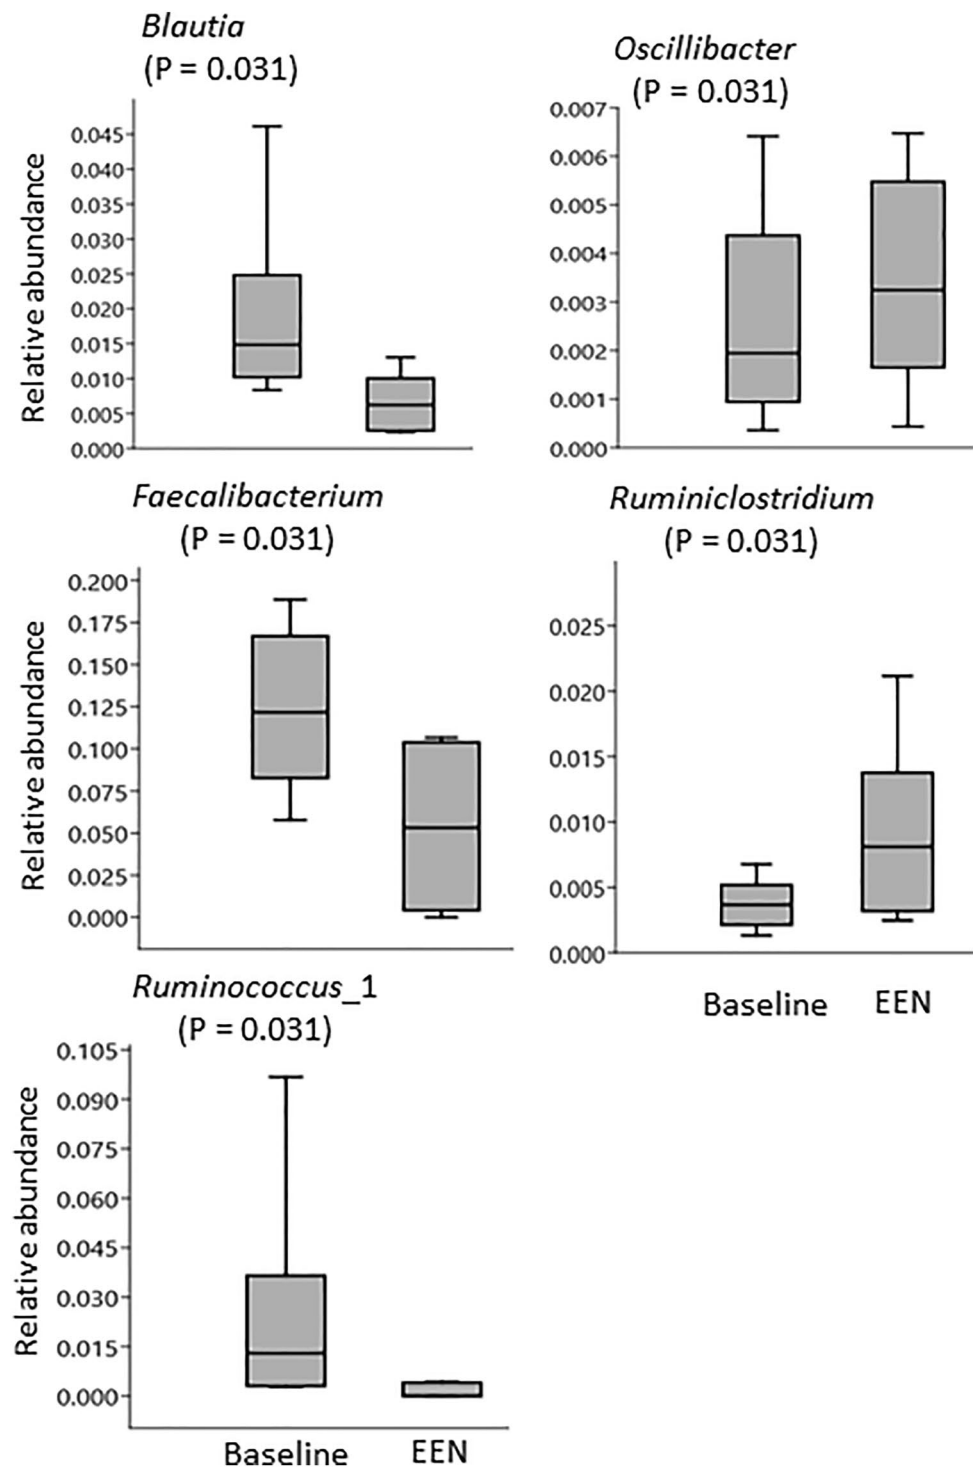 Blautia
(P = 0.031)
Relative abundance
0.045
0.040
0.035
0.030
0.025
0.020
0.015
0.010
0.005
0.000
Oscillibacter
(P = 0.031)
0.007
0.006
0.005
0.004
0.003
0.002
0.001
0.000
Faecalibacterium
(P = 0.031)
Relative abundance
0.200
0.175
0.150
0.125
0.100
0.075
0.050
0.025
0.000
Ruminiclostridium
(P = 0.031)
0.025
0.020
0.015
0.010
0.005
0.000
Baseline EEN
Ruminococcus_1
(P = 0.031)
Relative abundance
0.105
0.090
0.075
0.060
0.045
0.030
0.015
0.000
Baseline EEN